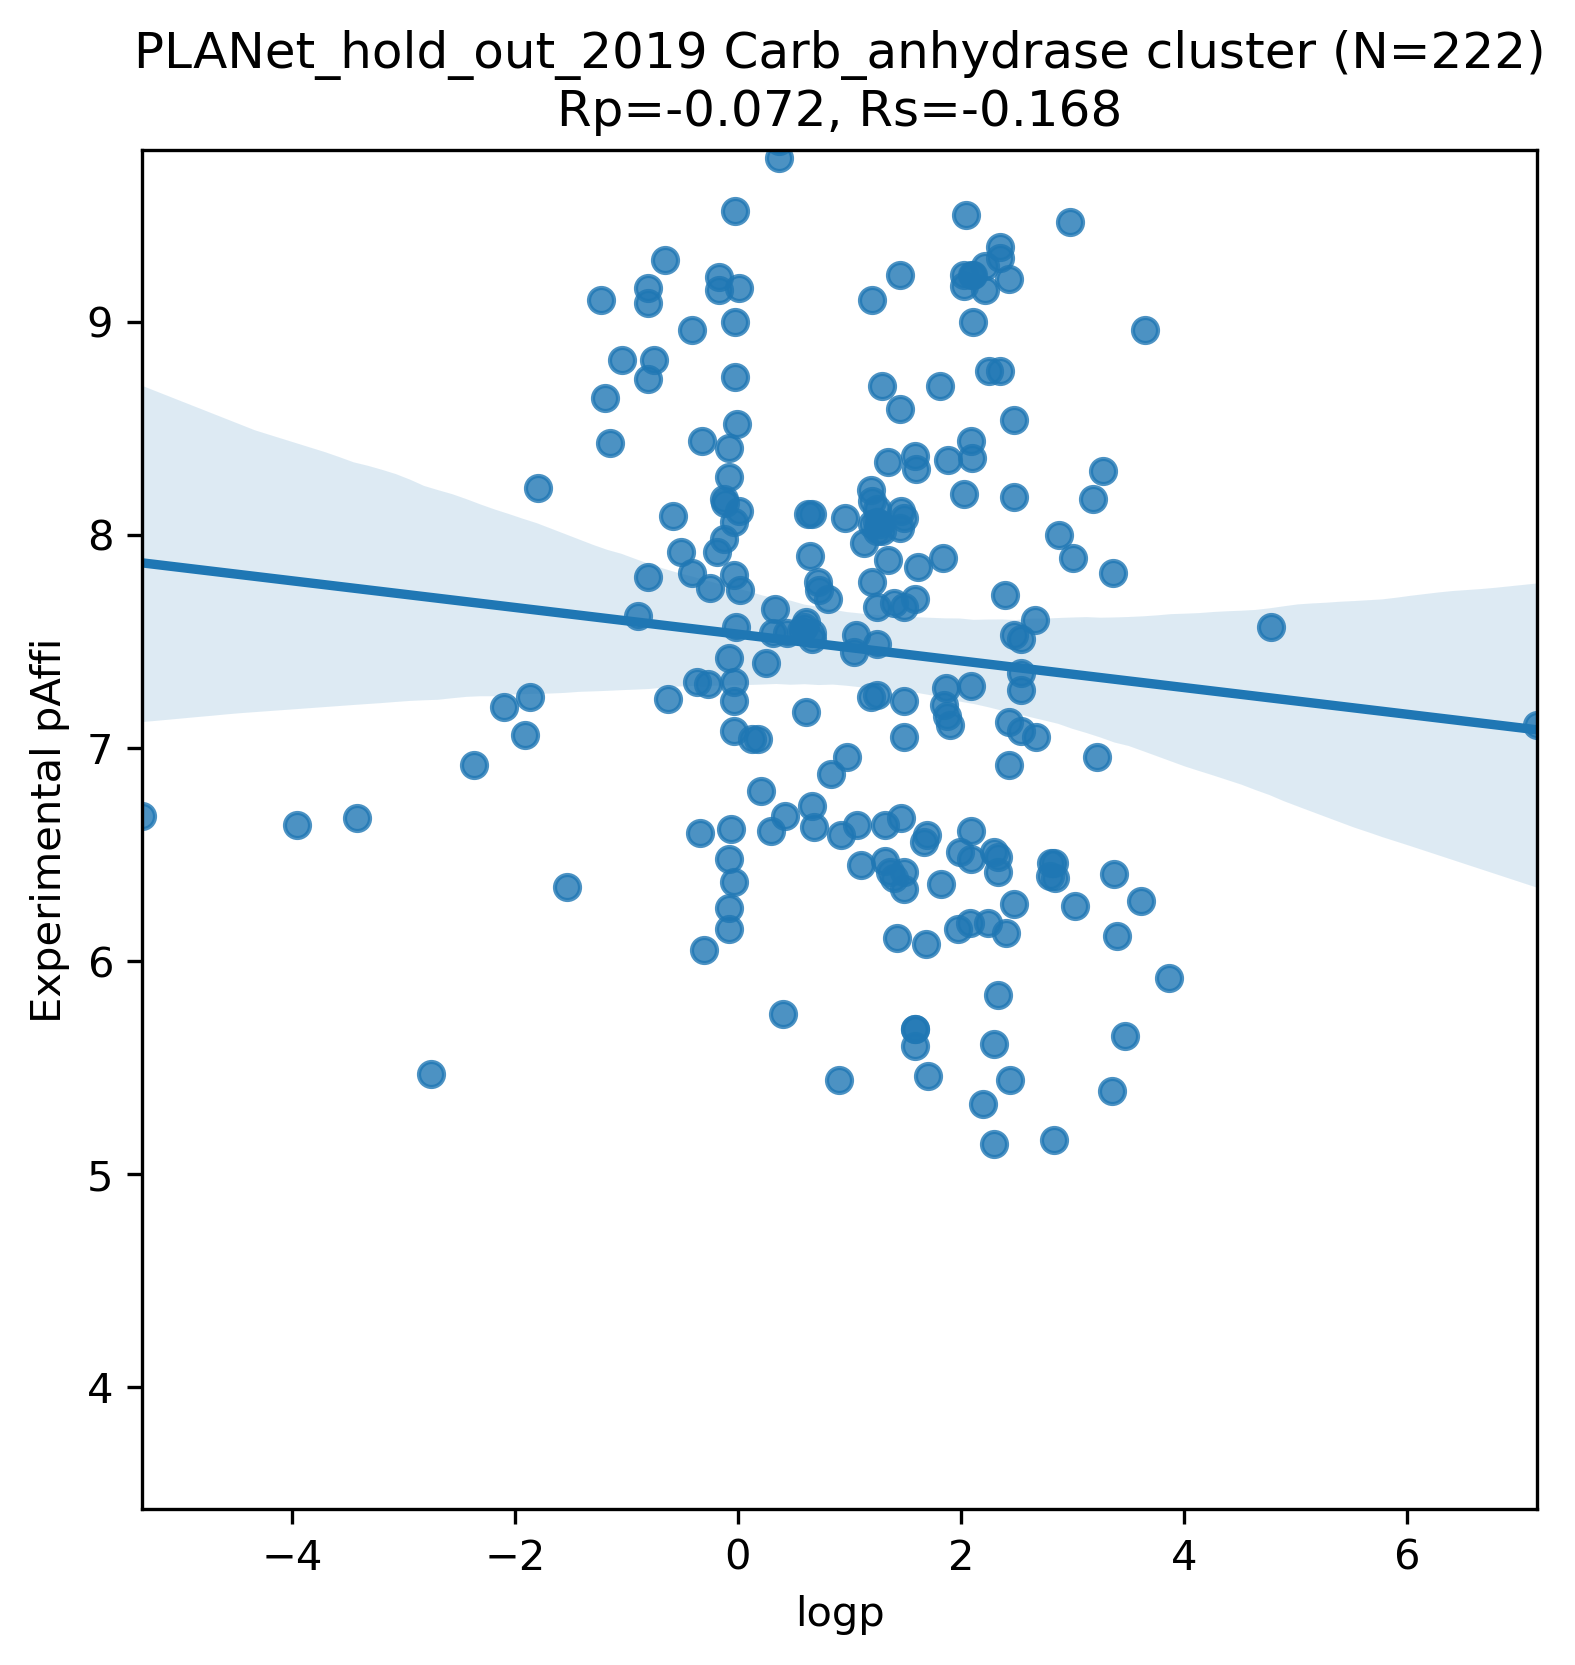 PLANet_hold_out_2019 Carb_anhydrase cluster (N=222)
Rp=-0.072, Rs=-0.168
9
8
7
6
5
4
Experimental pAffi
−4 −2 0 2 4 6
logp